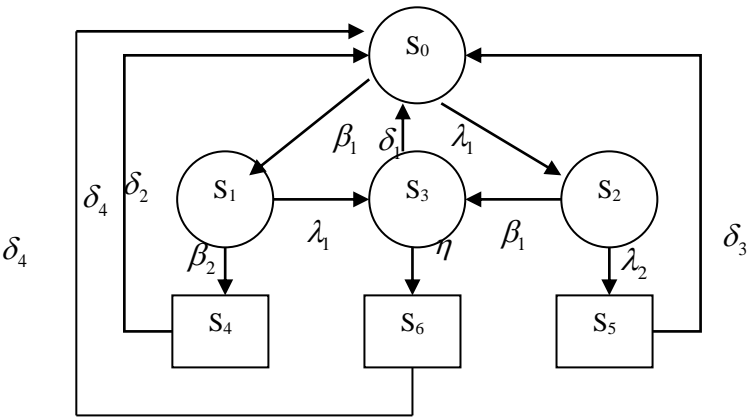 S₀
β₁ δ₁ λ₁
S₁ S₃ S₂
δ₄ δ₂
λ₁ β₁
δ₄ δ₃
β₂ η λ₂
S₄ S₆ S₅